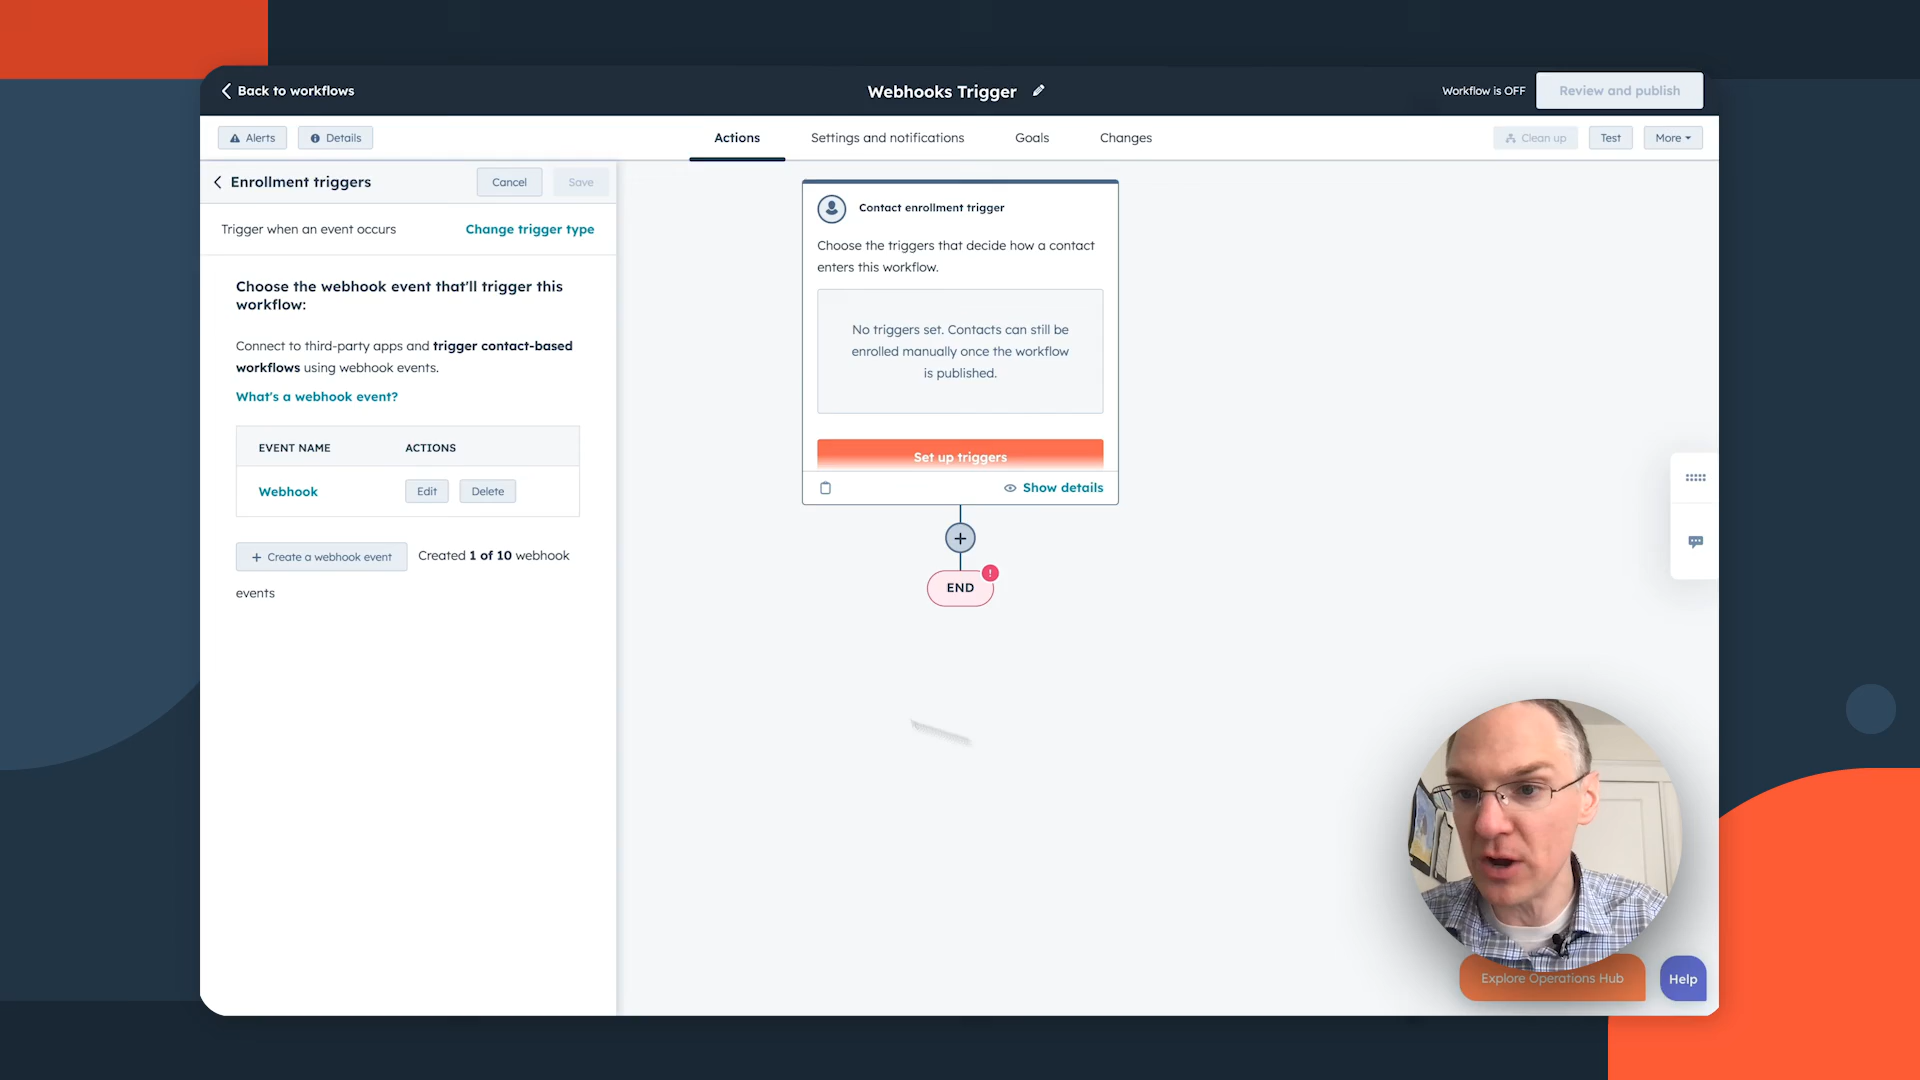 Back to workflows
Webhooks Trigger
Workflow is OFF
Review and publish
Alerts
Details
Actions
Settings and notifications
Goals
Changes
Clean up
Test
More
Enrollment triggers
Cancel
Save
Trigger when an event occurs
Change trigger type
Choose the webhook event that'll trigger this
workflow:
Connect to third-party apps and trigger contact-based
workflows using webhook events.
What's a webhook event?
EVENT NAME
ACTIONS
Webhook
Edit
Delete
+ Create a webhook event
Created 1 of 10 webhook
events
Contact enrollment trigger
Choose the triggers that decide how a contact
enters this workflow.
No triggers set. Contacts can still be
enrolled manually once the workflow
is published.
Set up triggers
Show details
+
END
!
Explore Operations Hub
Help